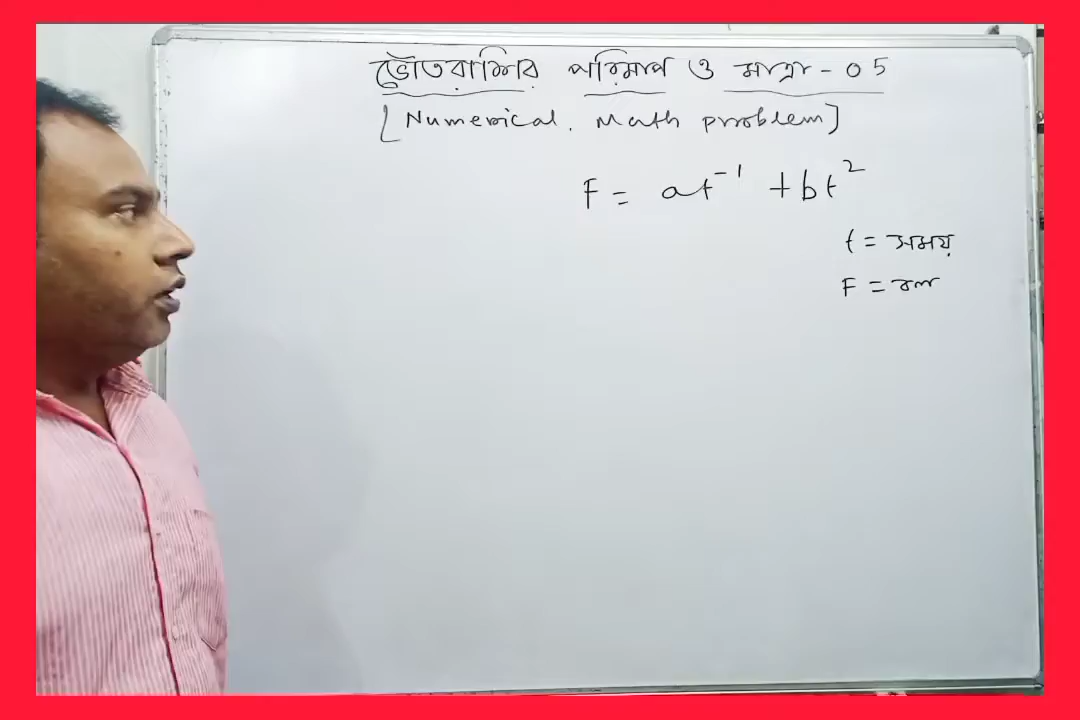 ভৌতরাশির পরিমাপ ও মাত্রা - 05
[Numerical. Math problem]
F = at⁻¹ + bt²
t = সময়
F = বল